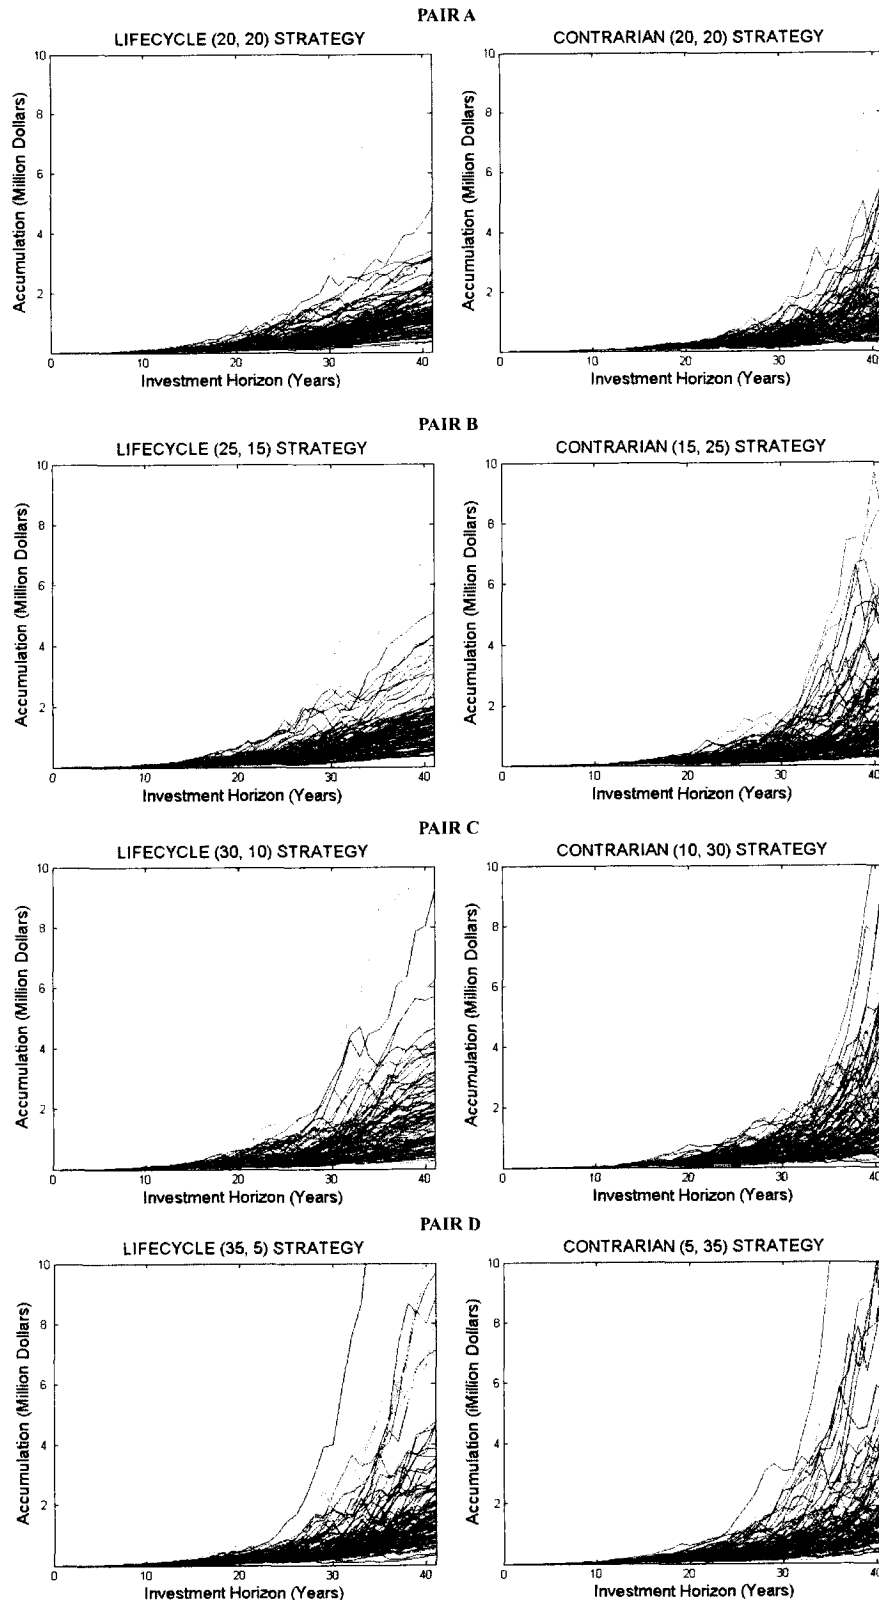 PAIR A
LIFECYCLE (20, 20) STRATEGY
CONTRARIAN (20, 20) STRATEGY
Accumulation (Million Dollars)
10
8
6
4
2
0
10
20
30
40
Investment Horizon (Years)
Accumulation (Million Dollars)
10
8
6
4
2
0
10
20
30
40
Investment Horizon (Years)
PAIR B
LIFECYCLE (25, 15) STRATEGY
CONTRARIAN (15, 25) STRATEGY
Accumulation (Million Dollars)
10
8
6
4
2
0
10
20
30
40
Investment Horizon (Years)
Accumulation (Million Dollars)
10
8
6
4
2
0
10
20
30
40
Investment Horizon (Years)
PAIR C
LIFECYCLE (30, 10) STRATEGY
CONTRARIAN (10, 30) STRATEGY
Accumulation (Million Dollars)
10
8
6
4
2
0
10
20
30
40
Investment Horizon (Years)
Accumulation (Million Dollars)
10
8
6
4
2
0
10
20
30
40
Investment Horizon (Years)
PAIR D
LIFECYCLE (35, 5) STRATEGY
CONTRARIAN (5, 35) STRATEGY
Accumulation (Million Dollars)
10
8
6
4
2
0
10
20
30
40
Investment Horizon (Years)
Accumulation (iMillion Dollars)
10
8
6
4
2
0
10
20
30
40
Investment Horizon (Years)